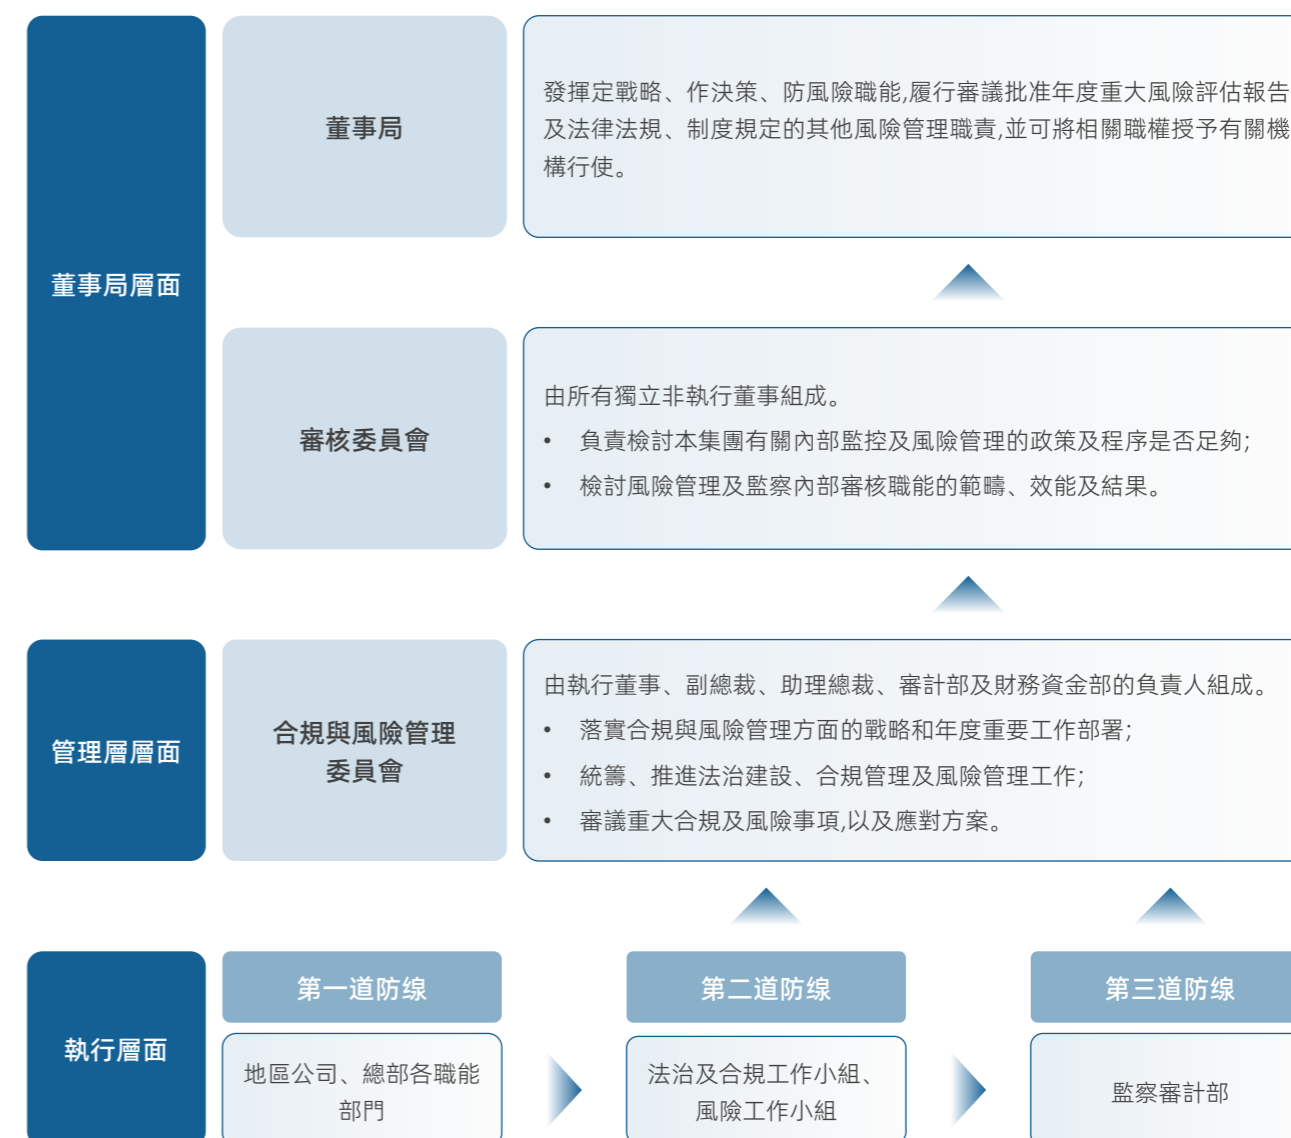 董事局層面
董事局
發揮定戰略、作決策、防風險職能,履行審議批准年度重大風險評估報告
及法律法規、制度規定的其他風險管理職責,並可將相關職權授予有關機
構行使。
審核委員會
由所有獨立非執行董事組成。
• 負責檢討本集團有關內部監控及風險管理的政策及程序是否足夠;
• 檢討風險管理及監察內部審核職能的範疇、效能及結果。
管理層層面
合規與風險管理
委員會
由執行董事、副總裁、助理總裁、審計部及財務資金部的負責人組成。
• 落實合規與風險管理方面的戰略和年度重要工作部署;
• 統籌、推進法治建設、合規管理及風險管理工作;
• 審議重大合規及風險事項,以及應對方案。
執行層面
第一道防缐
地區公司、總部各職能
部門
第二道防缐
法治及合規工作小組、
風險工作小組
第三道防缐
監察審計部